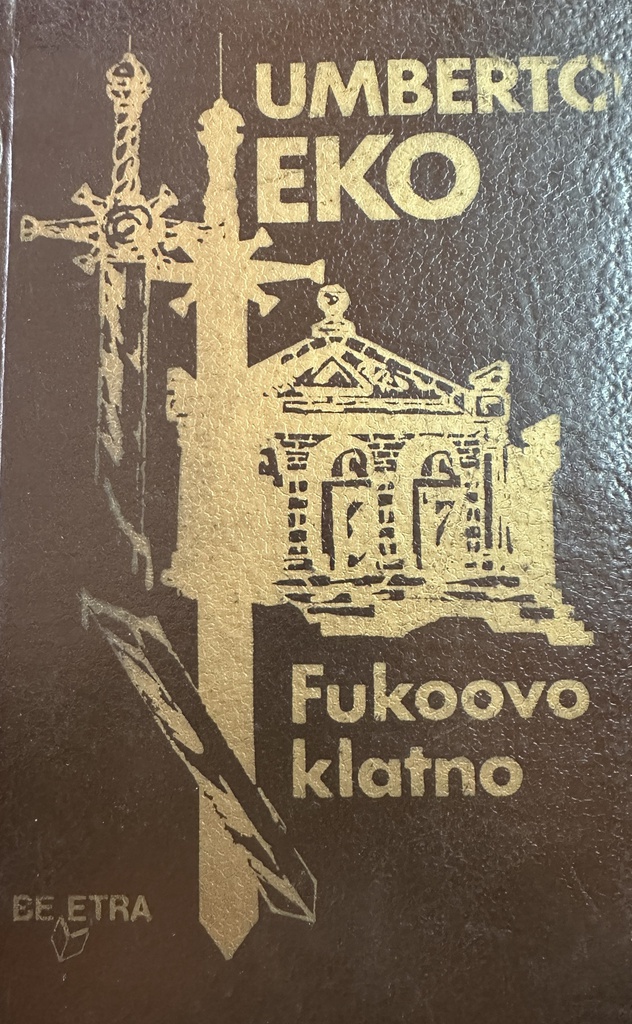 UMBERTO
EKO
Fukoovo
klatno
BE ETRA